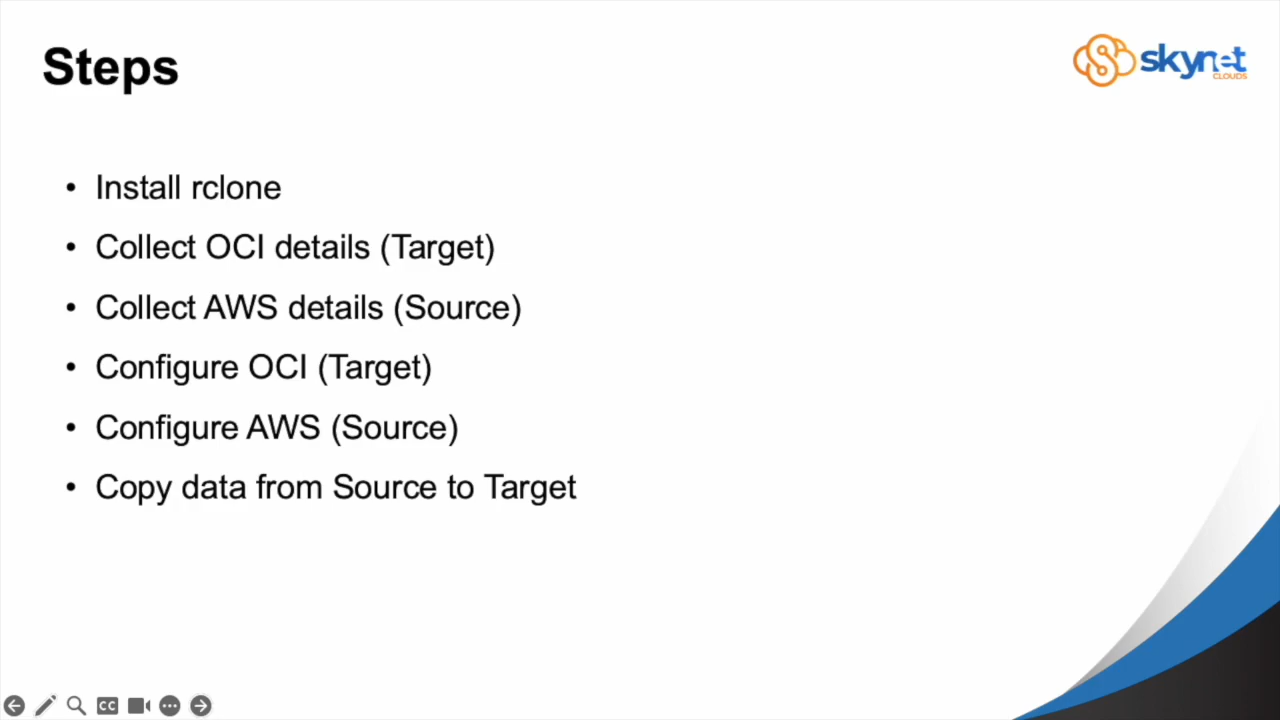 Steps
skynet
CLOUDS
• Install rclone
• Collect OCI details (Target)
• Collect AWS details (Source)
• Configure OCI (Target)
• Configure AWS (Source)
• Copy data from Source to Target
CC